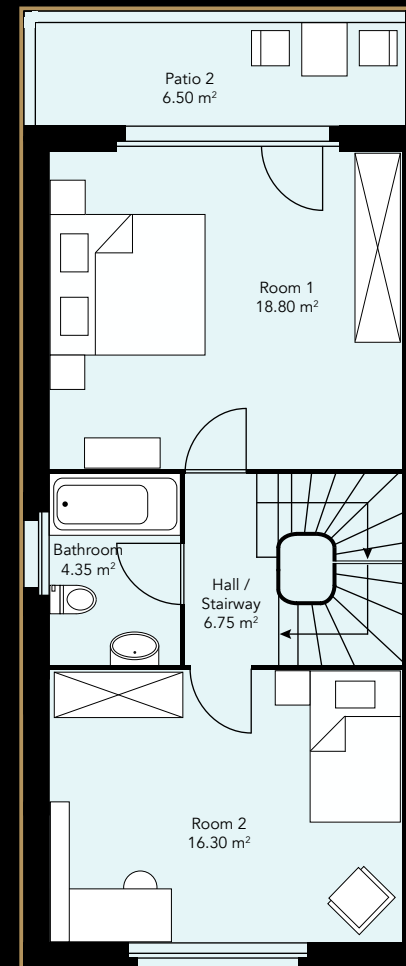 Patio 2
6.50 m²
Room 1
18.80 m²
Bathroom
4.35 m²
Hall /
Stairway
6.75 m²
Room 2
16.30 m²